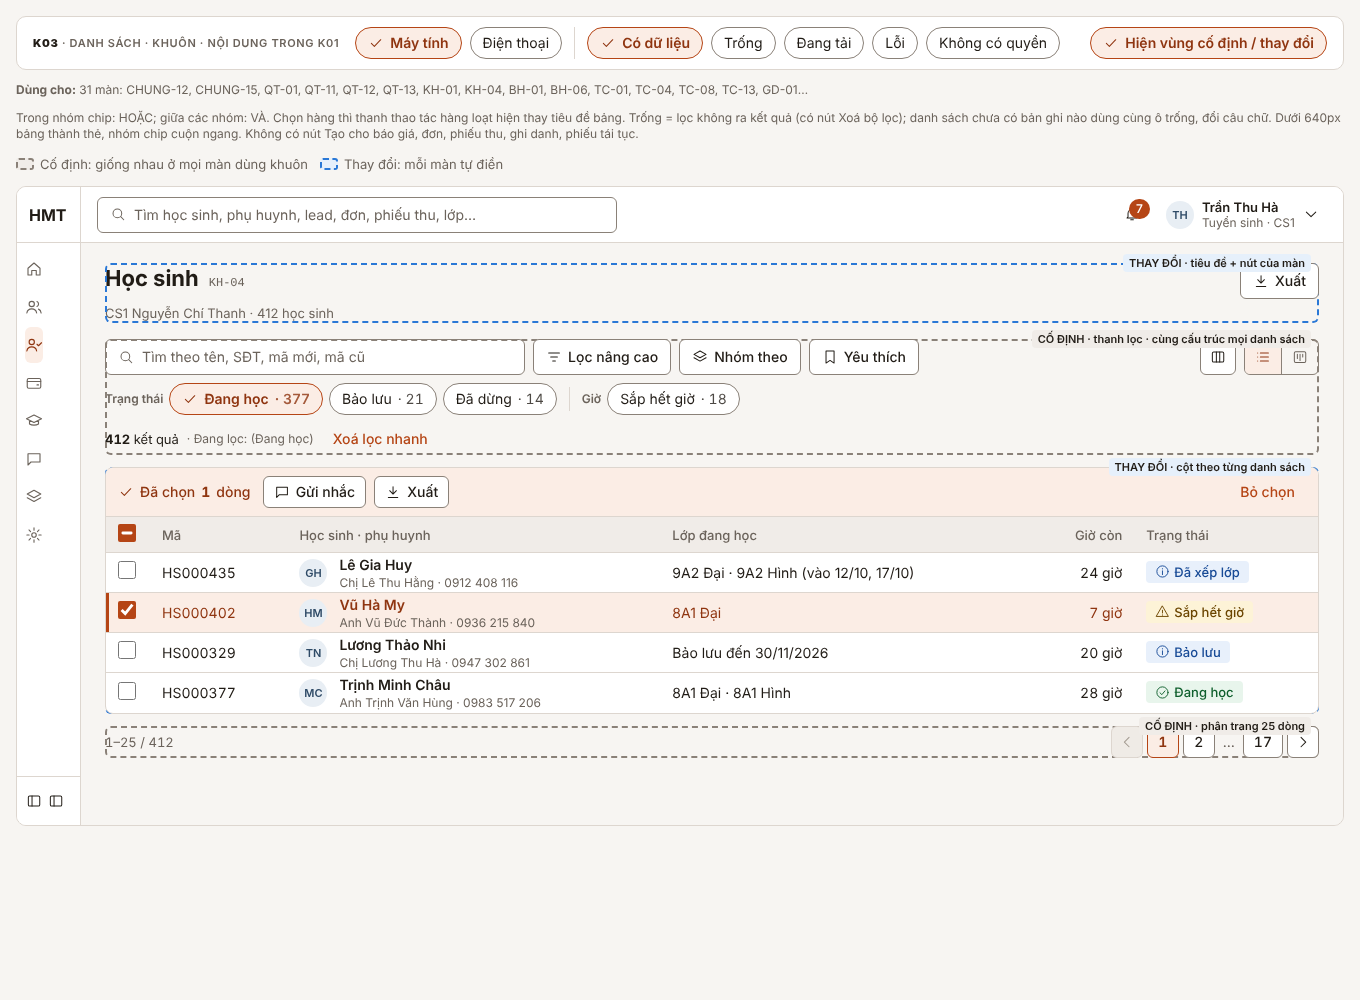 K03 · DANH SÁCH · KHUÔN · NỘI DUNG TRONG K01
Máy tính
Điện thoại
Có dữ liệu
Trống
Đang tải
Lỗi
Không có quyền
Hiện vùng cố định / thay đổi
Dùng cho: 31 màn: CHUNG-12, CHUNG-15, QT-01, QT-11, QT-12, QT-13, KH-01, KH-04, BH-01, BH-06, TC-01, TC-04, TC-08, TC-13, GD-01...
Trong nhóm chip: HOẶC; giữa các nhóm: VÀ. Chọn hàng thì thanh thao tác hàng loạt hiện thay tiêu đề bảng. Trống = lọc không ra kết quả (có nút Xoá bộ lọc); danh sách chưa có bản ghi nào dùng cùng ô trống, đổi câu chữ. Dưới 640px
bảng thành thẻ, nhóm chip cuộn ngang. Không có nút Tạo cho báo giá, đơn, phiếu thu, ghi danh, phiếu tái tục.
Cố định: giống nhau ở mọi màn dùng khuôn
Thay đổi: mỗi màn tự điền
HMT
Tìm học sinh, phụ huynh, lead, đơn, phiếu thu, lớp...
7
TH
Trần Thu Hà
Tuyển sinh · CS1
THAY ĐỔI · tiêu đề + nút của màn
Học sinh KH-04
Xuất
CS1 Nguyễn Chí Thanh · 412 học sinh
CỐ ĐỊNH · thanh lọc · cùng cấu trúc mọi danh sách
Tìm theo tên, SĐT, mã mới, mã cũ
Lọc nâng cao
Nhóm theo
Yêu thích
Trạng thái
Đang học · 377
Bảo lưu · 21
Đã dừng · 14
Giờ
Sắp hết giờ · 18
412 kết quả · Đang lọc: (Đang học) Xoá lọc nhanh
THAY ĐỔI · cột theo từng danh sách
Đã chọn 1 dòng
Gửi nhắc
Xuất
Bỏ chọn
Mã
Học sinh · phụ huynh
Lớp đang học
Giờ còn
Trạng thái
HS000435
GH
Lê Gia Huy
Chị Lê Thu Hằng · 0912 408 116
9A2 Đại · 9A2 Hình (vào 12/10, 17/10)
24 giờ
Đã xếp lớp
HS000402
HM
Vũ Hà My
Anh Vũ Đức Thành · 0936 215 840
8A1 Đại
7 giờ
Sắp hết giờ
HS000329
TN
Lương Thảo Nhi
Chị Lương Thu Hà · 0947 302 861
Bảo lưu đến 30/11/2026
20 giờ
Bảo lưu
HS000377
MC
Trịnh Minh Châu
Anh Trịnh Văn Hùng · 0983 517 206
8A1 Đại · 8A1 Hình
28 giờ
Đang học
CỐ ĐỊNH · phân trang 25 dòng
1–25 / 412
1
2
...
17